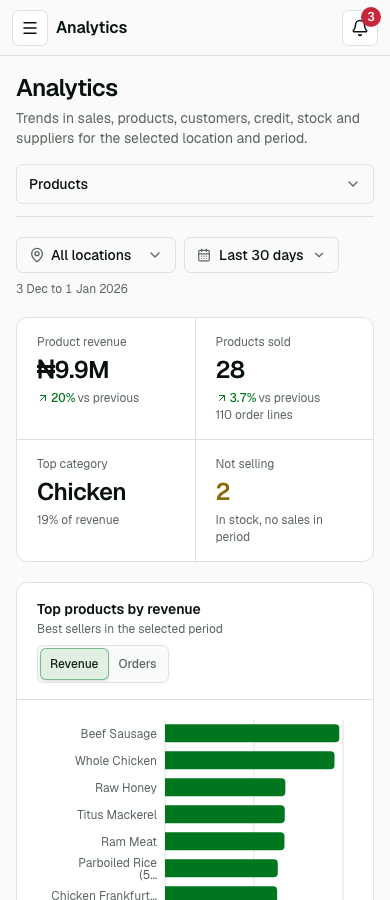 Analytics
3
Analytics
Trends in sales, products, customers, credit, stock and
suppliers for the selected location and period.
Products
All locations
Last 30 days
3 Dec to 1 Jan 2026
Product revenue
₦9.9M
20% vs previous
Products sold
28
3.7% vs previous
110 order lines
Top category
Chicken
19% of revenue
Not selling
2
In stock, no sales in
period
Top products by revenue
Best sellers in the selected period
Revenue
Orders
Beef Sausage
Whole Chicken
Raw Honey
Titus Mackerel
Ram Meat
Parboiled Rice
(5…
Chicken Frankfurt…